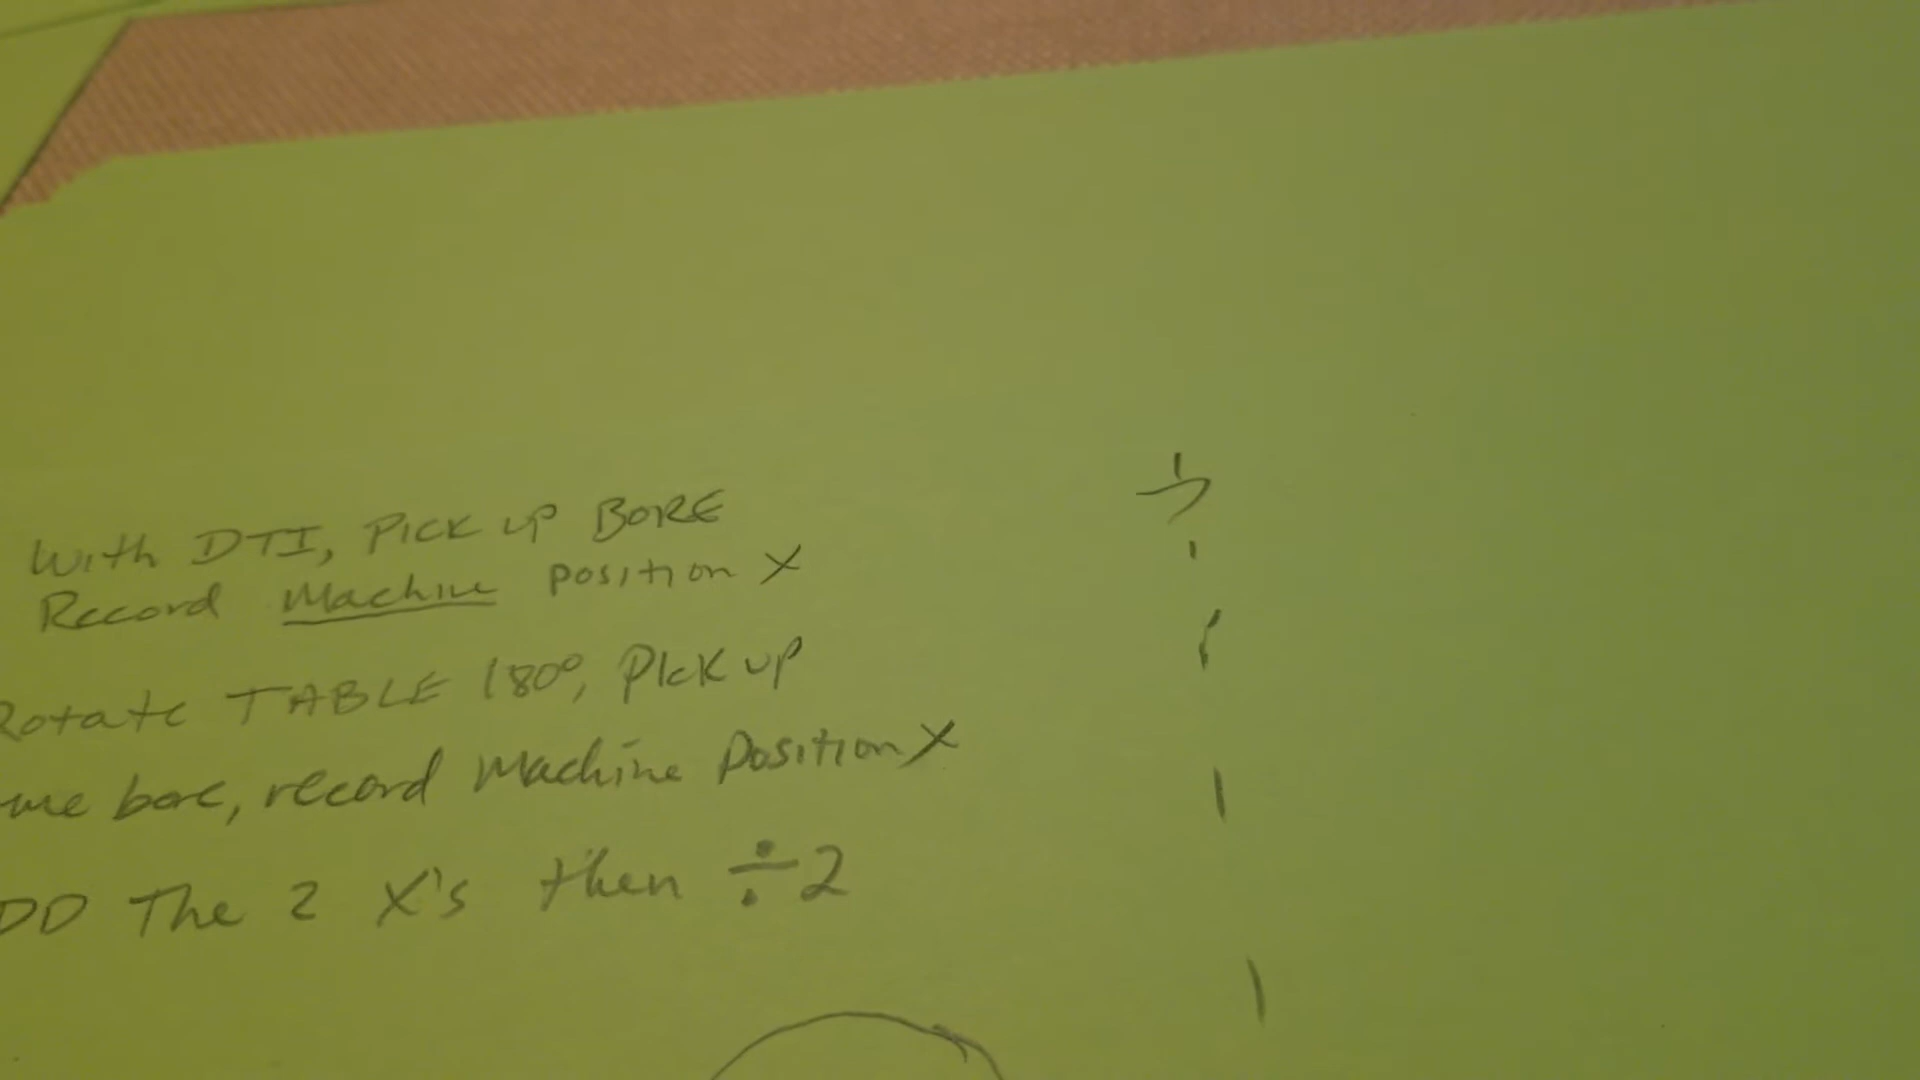 With DTI, PICK UP BORE
Record Machine position X
Rotate TABLE 180°, PICK UP
me bore, record Machine Position X
DD The 2 X's then ÷2